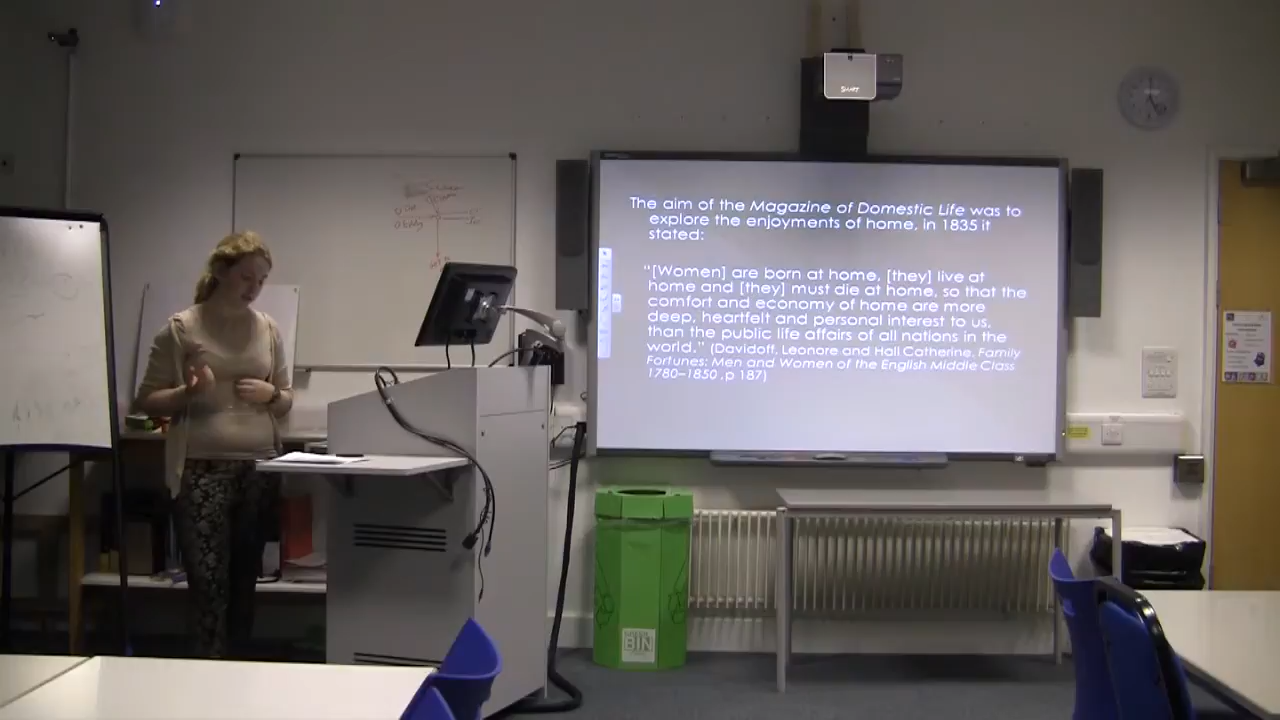 SMART
The aim of the Magazine of Domestic Life was to
explore the enjoyments of home, in 1835 it
stated:
“[Women] are born at home, [they] live at
home and [they] must die at home, so that the
comfort and economy of home are more
deep, heartfelt and personal interest to us,
than the public life affairs of all nations in the
world.” (Davidoff, Leonore and Hall Catherine, Family
Fortunes: Men and Women of the English Middle Class
1780–1850 ,p 187)
BIN